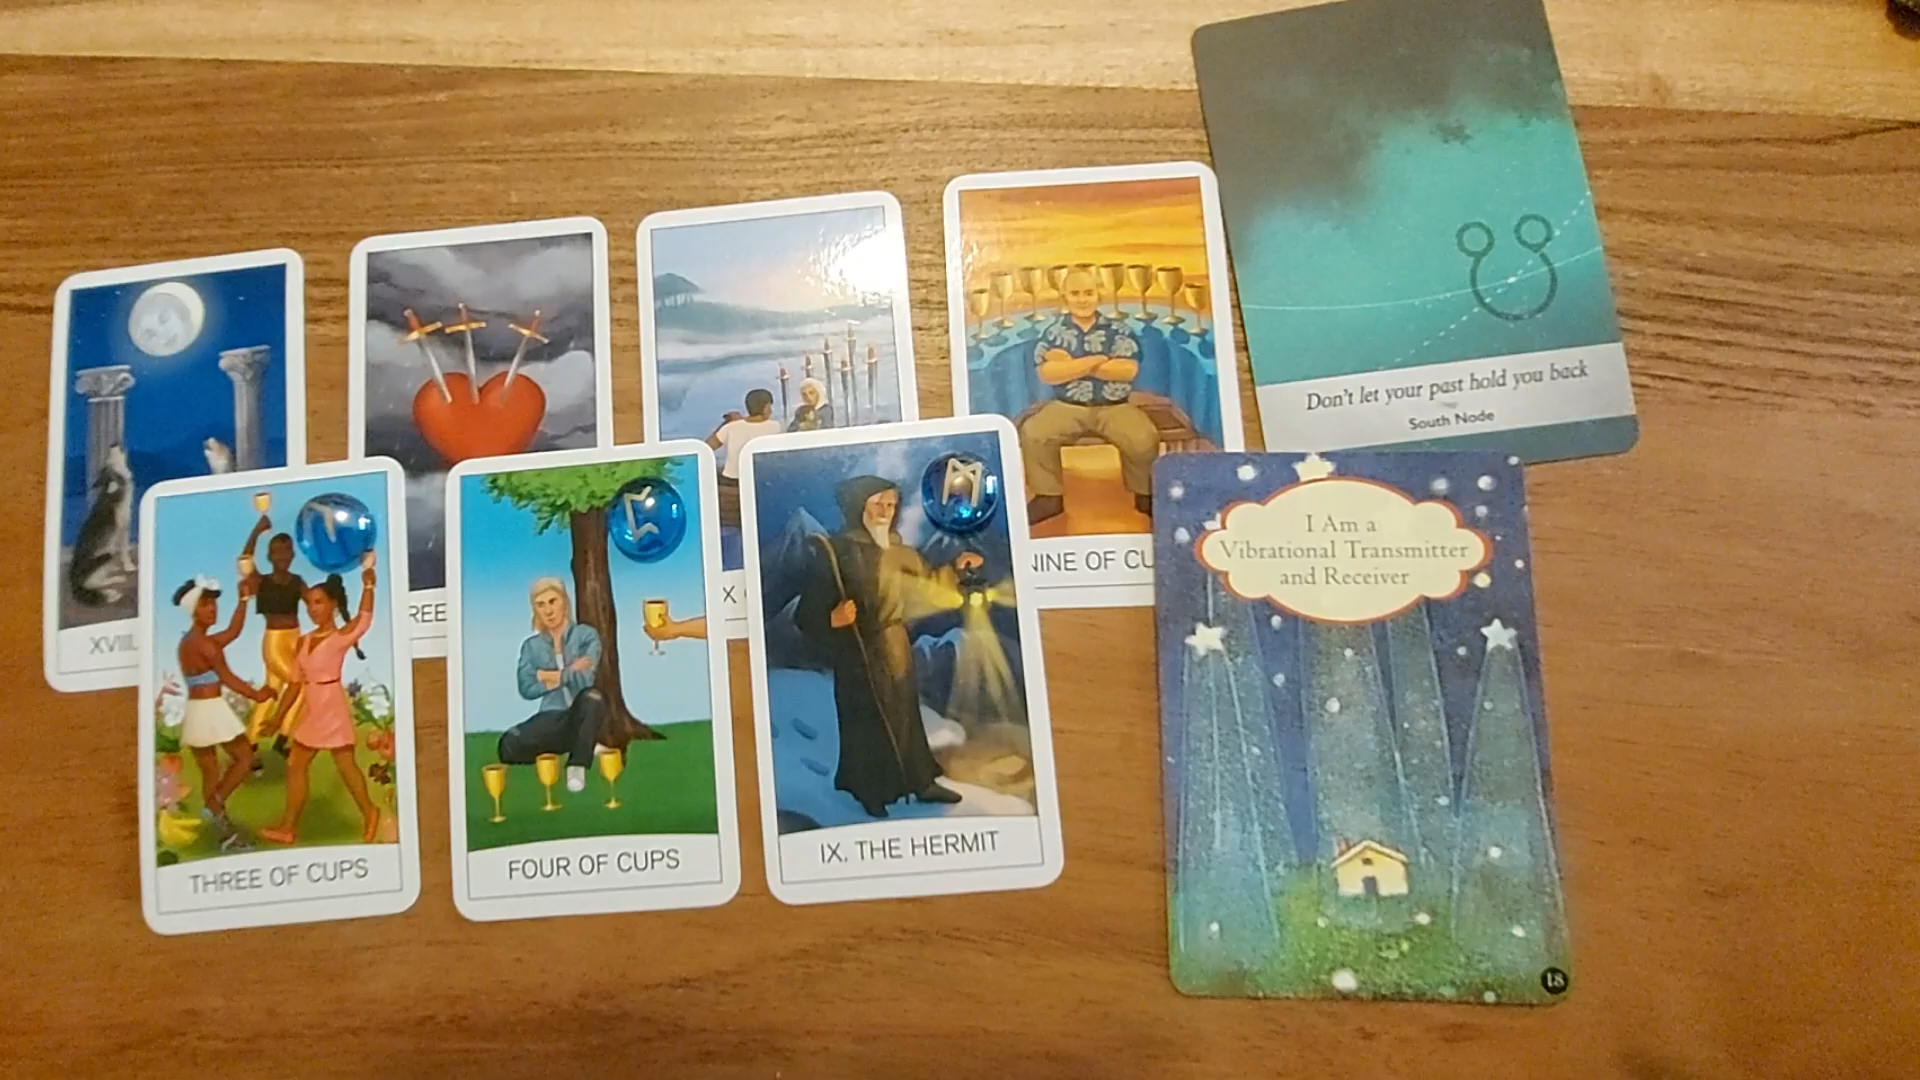 Don't let your past hold you back
South Node
NINE OF CU
XVIII.
REE
X
I Am a
Vibrational Transmitter
and Receiver
THREE OF CUPS
FOUR OF CUPS
IX. THE HERMIT
18